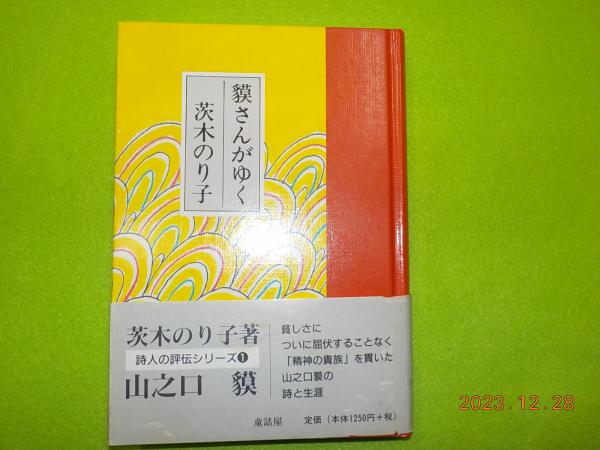 貘さんがゆく
茨木のり子
茨木のり子著
詩人の評伝シリーズ❶
山之口 貘
貧しさに
ついに屈伏することなく
「精神の貴族」を貫いた
山之口貘の
詩と生涯
童話屋
定価(本体1250円+税)
2023.12.28